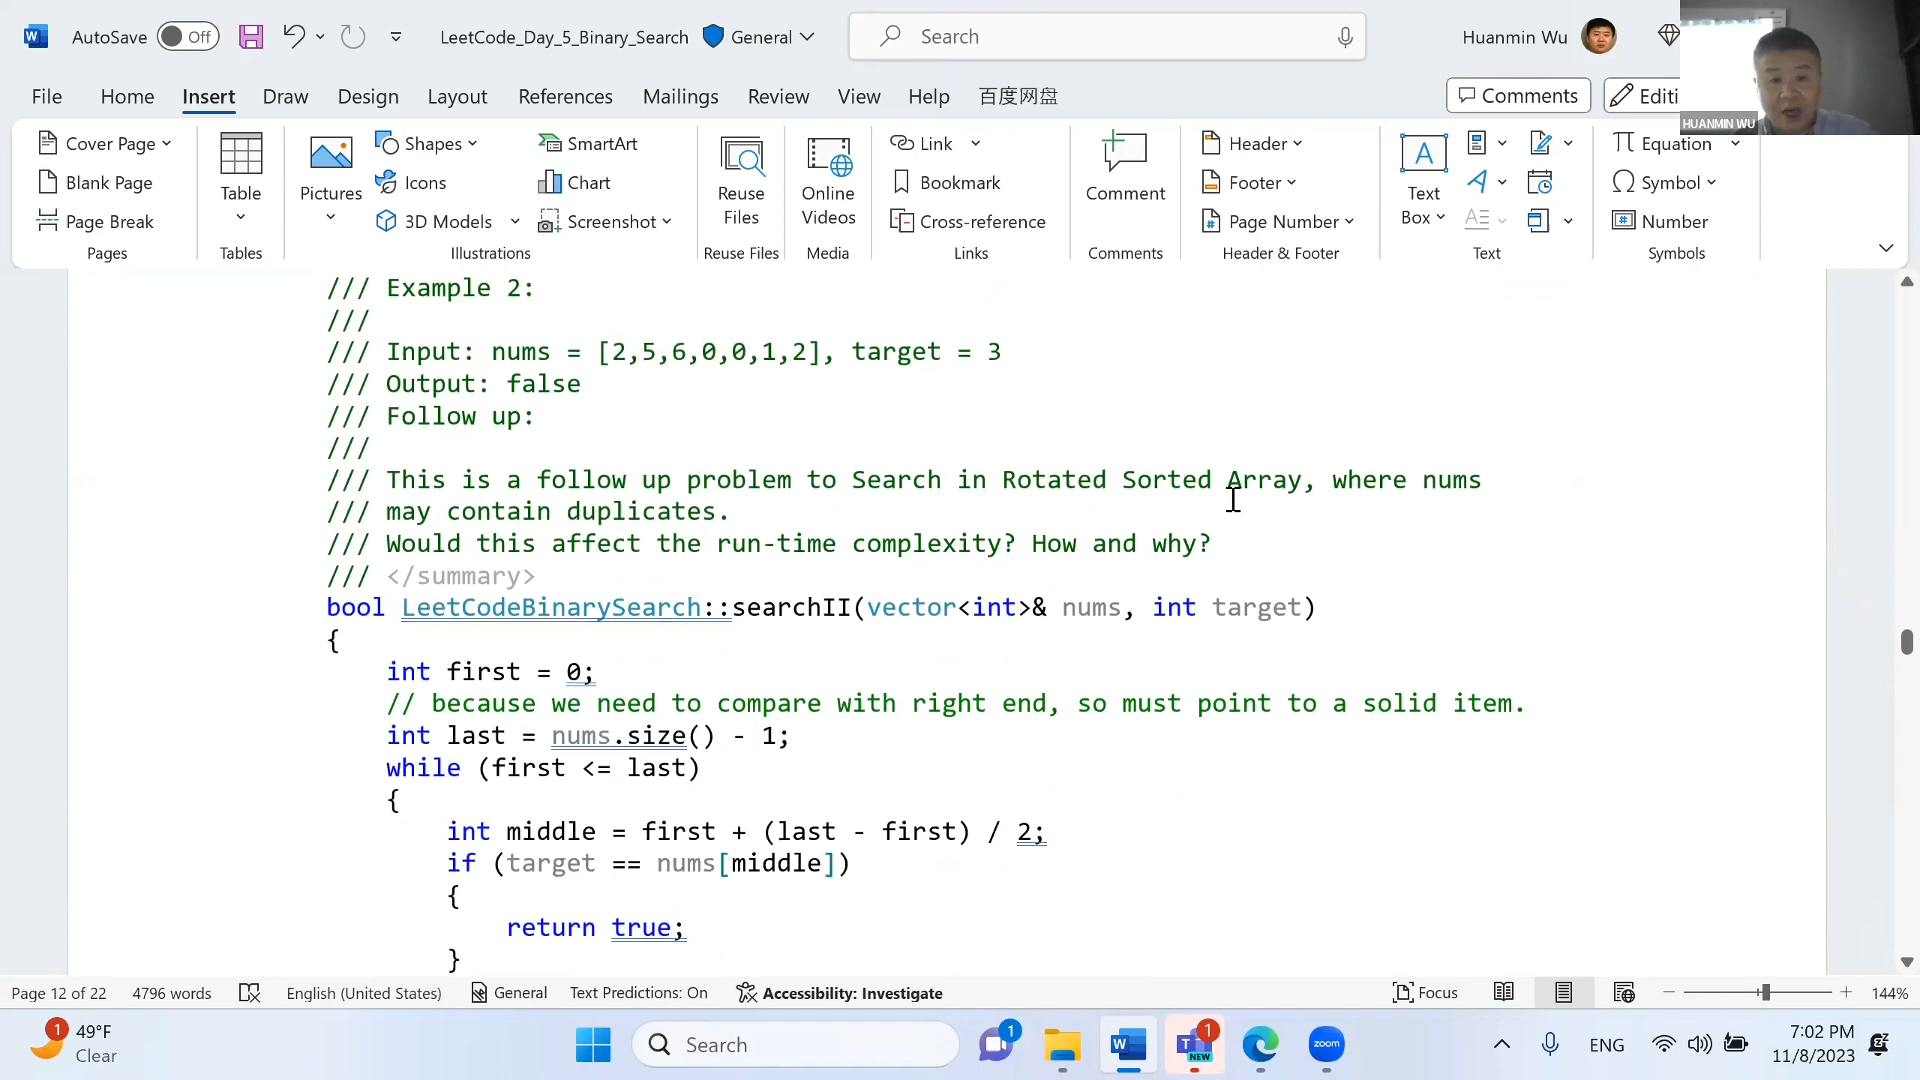 AutoSave Off LeetCode_Day_5_Binary_Search General Search Huanmin Wu
HUANMIN WU
File Home Insert Draw Design Layout References Mailings Review View Help 百度网盘 Comments Editi
Cover Page
Blank Page
Page Break
Pages
Table
Tables
Pictures
Shapes
Icons
3D Models
SmartArt
Chart
Screenshot
Illustrations
Reuse
Files
Reuse Files
Online
Videos
Media
Link
Bookmark
Cross-reference
Links
Comment
Comments
Header
Footer
Page Number
Header & Footer
Text
Box
Text
Equation
Symbol
Number
Symbols
/// Example 2:
///
/// Input: nums = [2,5,6,0,0,1,2], target = 3
/// Output: false
/// Follow up:
///
/// This is a follow up problem to Search in Rotated Sorted Array, where nums
/// may contain duplicates.
/// Would this affect the run-time complexity? How and why?
/// </summary>
bool LeetCodeBinarySearch::searchII(vector<int>& nums, int target)
{
int first = 0;
// because we need to compare with right end, so must point to a solid item.
int last = nums.size() - 1;
while (first <= last)
{
int middle = first + (last - first) / 2;
if (target == nums[middle])
{
return true;
}
Page 12 of 22 4796 words English (United States) General Text Predictions: On Accessibility: Investigate Focus 144%
1 49°F
Clear
Search
1
W
T
NEW
1
zoom
ENG
7:02 PM
11/8/2023